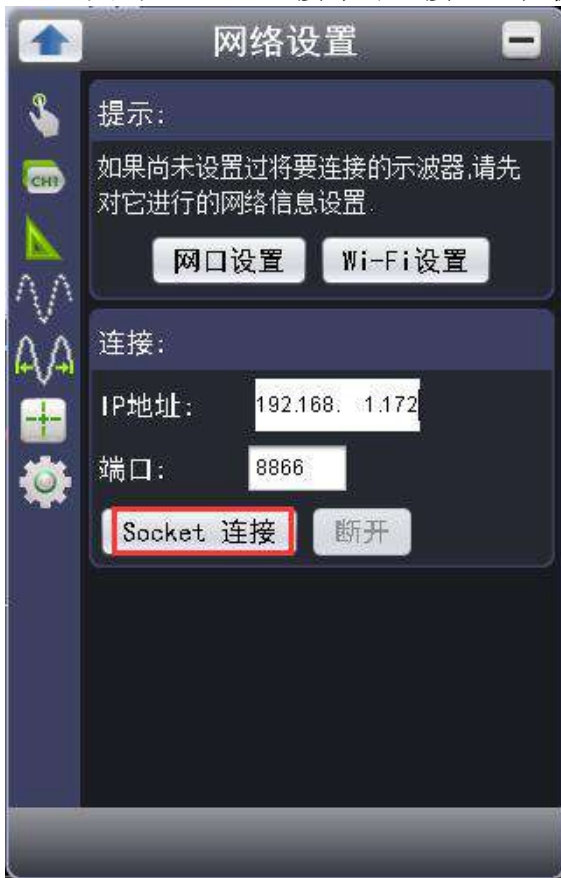 网络设置
提示:
CH1
如果尚未设置过将要连接的示波器,请先
对它进行的网络信息设置.
网口设置 Wi-Fi设置
连接:
IP地址: 192.168. 1.172
端口: 8866
Socket 连接 断开